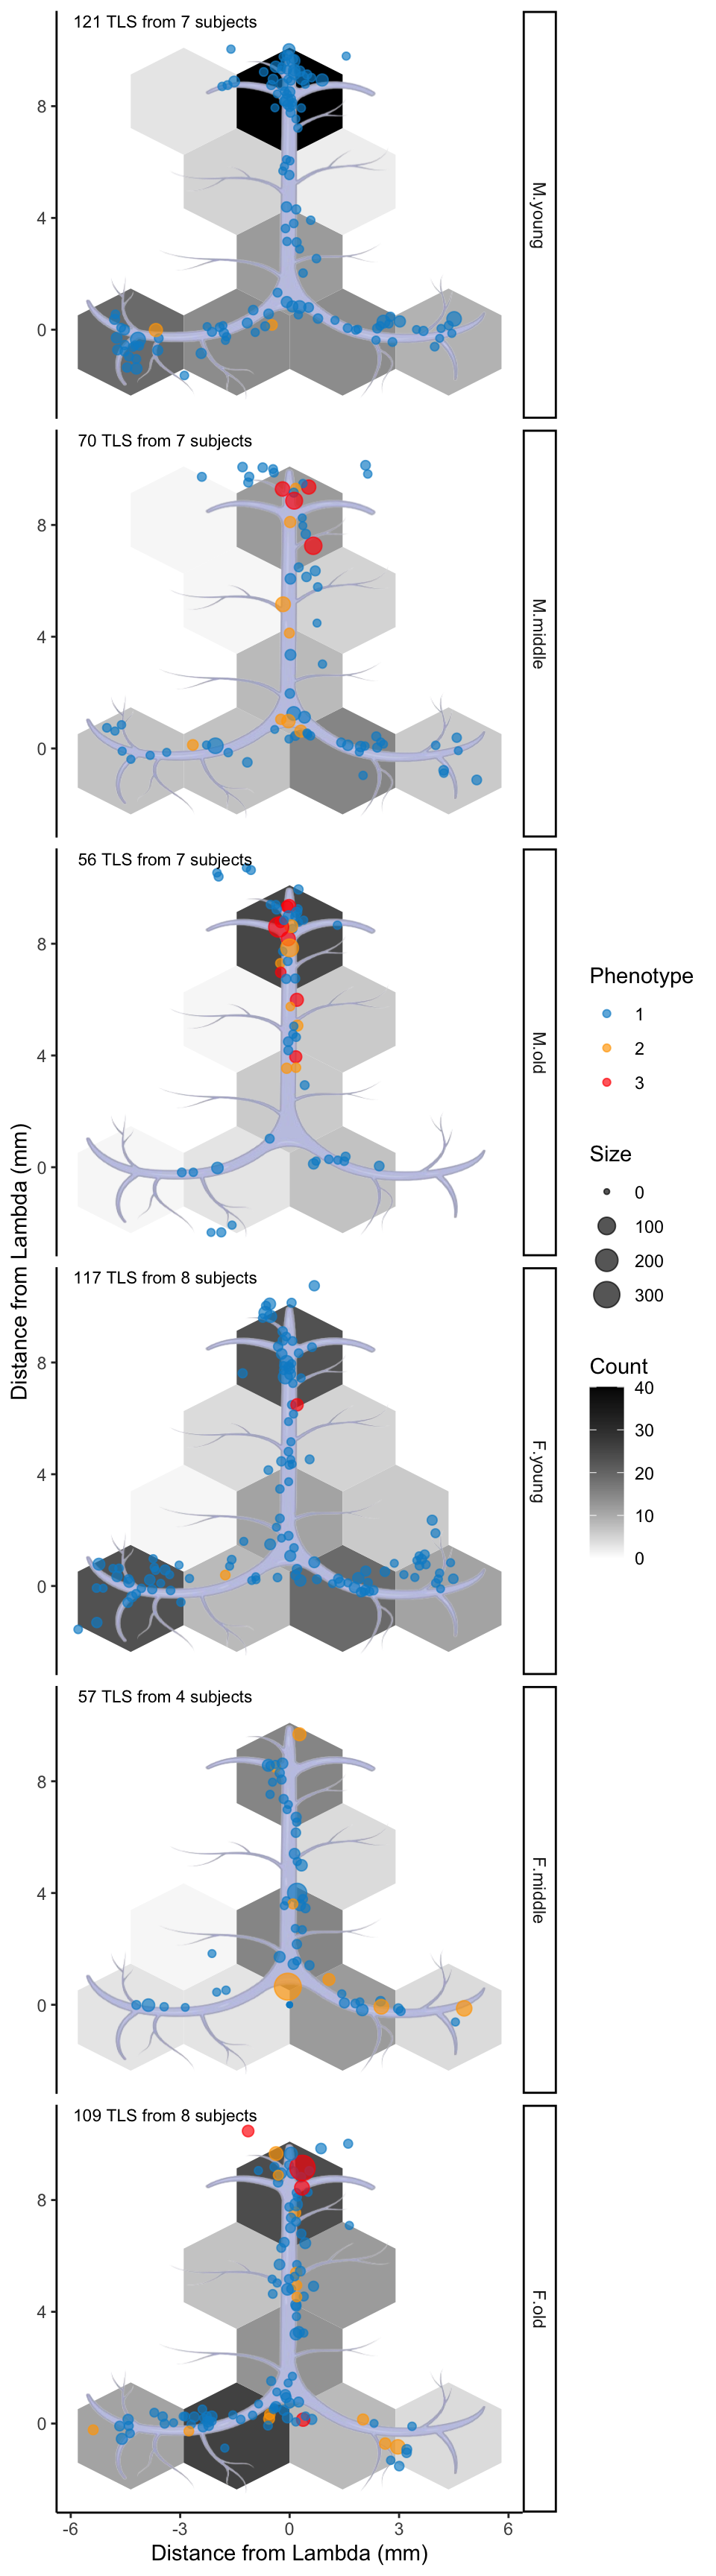 121 TLS from 7 subjects
8
4
0
M.young
70 TLS from 7 subjects
8
4
0
M.middle
56 TLS from 7 subjects
8
4
0
M.old
117 TLS from 8 subjects
8
4
0
F.young
57 TLS from 4 subjects
8
4
0
F.middle
109 TLS from 8 subjects
8
4
0
F.old
-6 -3 0 3 6
Distance from Lambda (mm)
Distance from Lambda (mm)
Phenotype
1
2
3
Size
0
100
200
300
Count
40
30
20
10
0